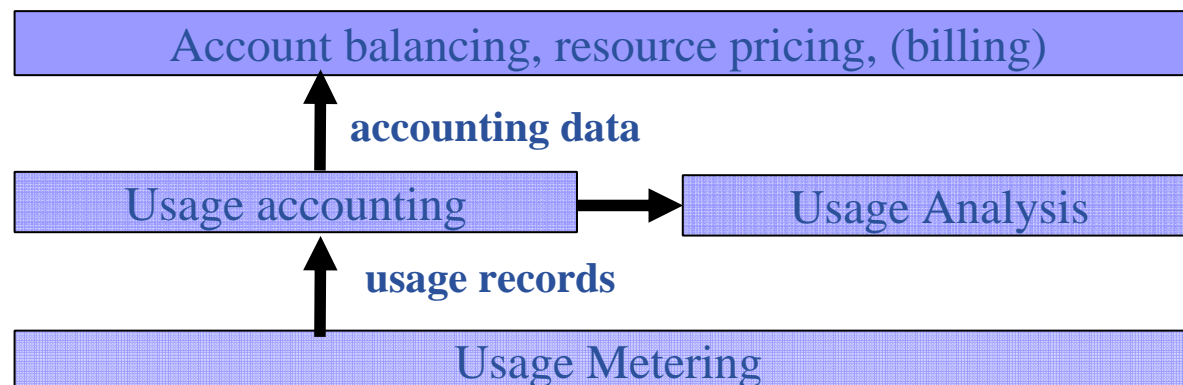 Account balancing, resource pricing, (billing)
accounting data
Usage accounting
Usage Analysis
usage records
Usage Metering